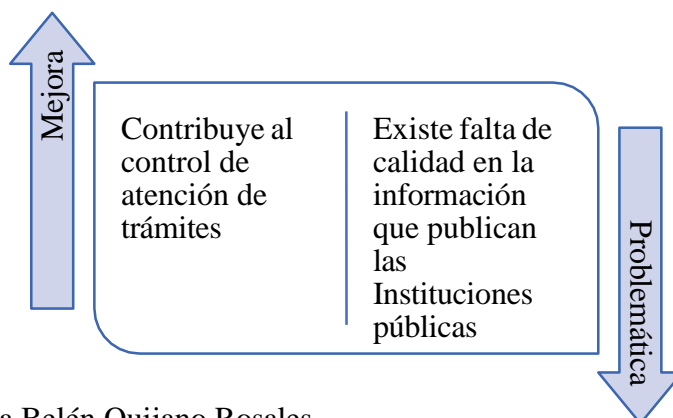 Mejora
Contribuye al
control de
atención de
trámites
Existe falta de
calidad en la
información
que publican
las
Instituciones
públicas
Problemática
a Belén Quijano Rosales